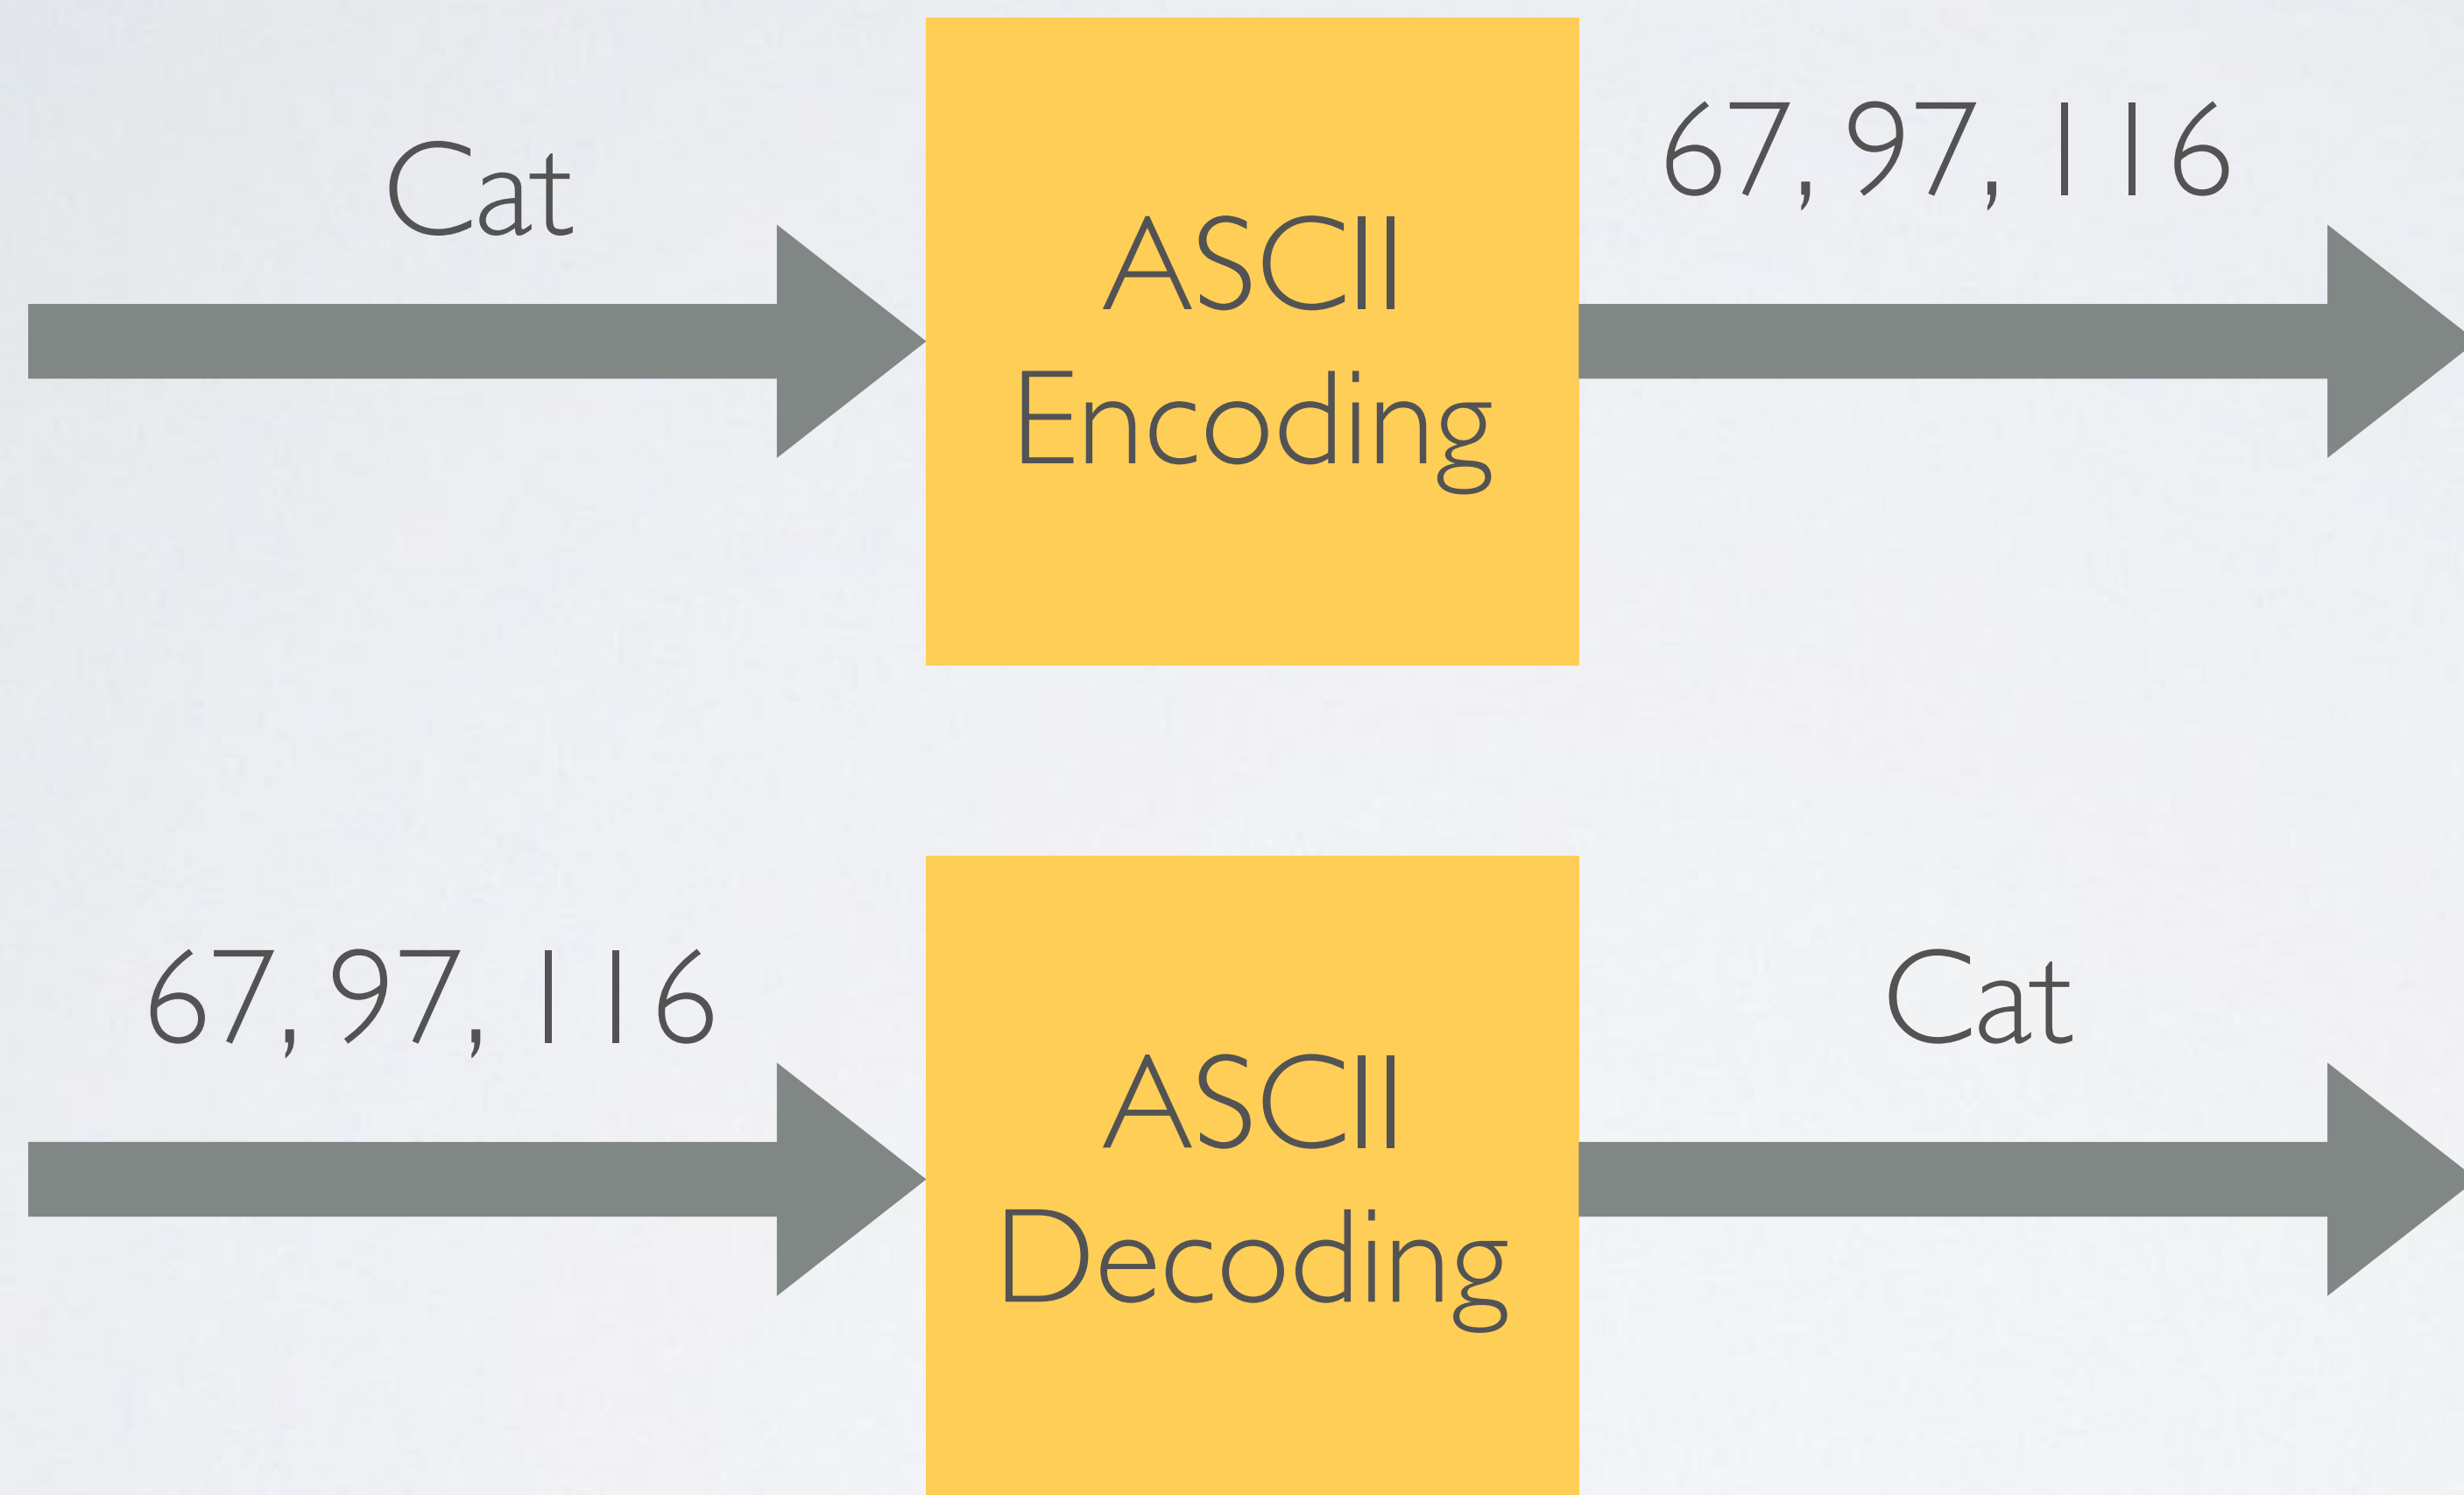 Cat
ASCII
Encoding
67, 97, 116
67, 97, 116
ASCII
Decoding
Cat